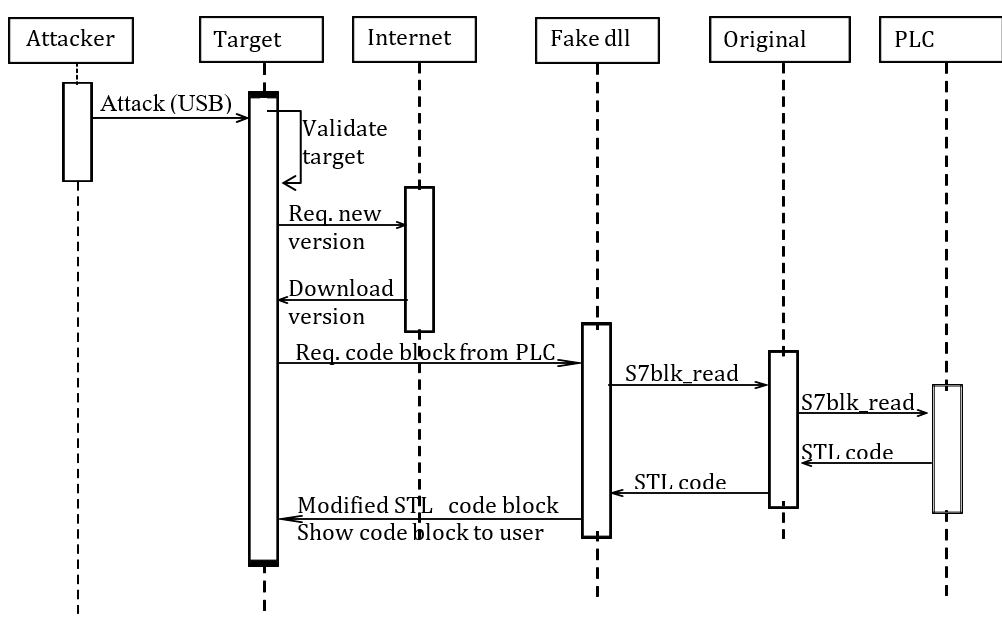 Attacker
Target
Internet
Fake dll
Original
PLC
Attack (USB)
Validate
target
Req. new
version
Download
version
Req. code block from PLC
S7blk_read
S7blk_read
STL code
STL code
Modified STL code block
Show code block to user